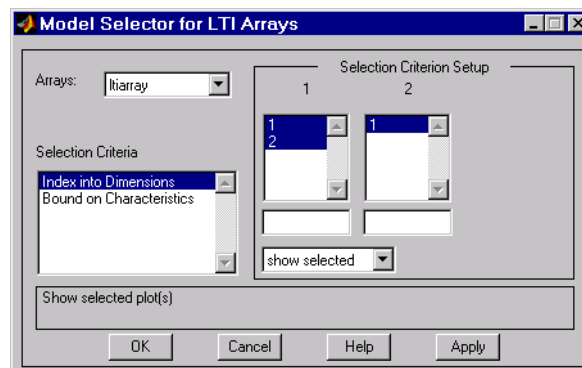 Model Selector for LTI Arrays
Arrays:
ltiarray
Selection Criteria
Index into Dimensions
Bound on Characteristics
Selection Criterion Setup
1 2
1
2
1
show selected
Show selected plot(s)
OK Cancel Help Apply